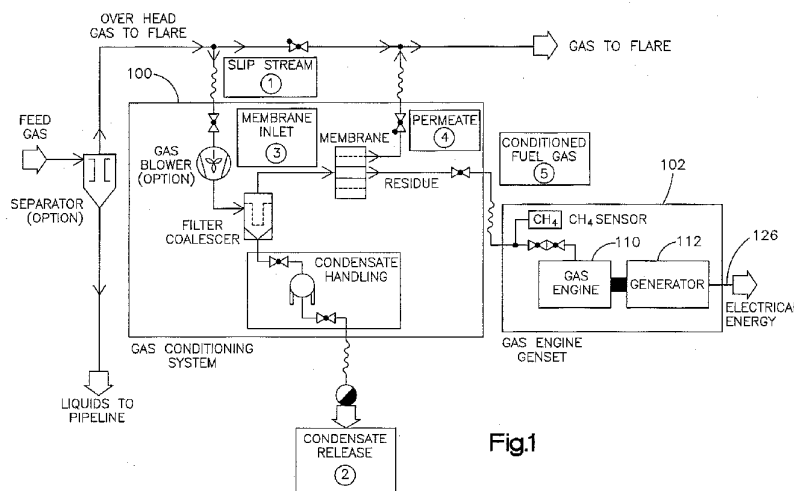 OVER HEAD
GAS TO FLARE
GAS TO FLARE
100
SLIP STREAM
1
FEED
GAS
GAS
BLOWER
(OPTION)
MEMBRANE
INLET
3
MEMBRANE
PERMEATE
4
CONDITIONED
FUEL GAS
5
102
SEPARATOR
(OPTION)
FILTER
COALESCER
RESIDUE
CH4
CH4 SENSOR
110
112
126
CONDENSATE
HANDLING
GAS
ENGINE
GENERATOR
ELECTRICA
ENERGY
GAS CONDITIONING
SYSTEM
GAS ENGINE
GENSET
LIQUIDS TO
PIPELINE
CONDENSATE
RELEASE
2
Fig.1